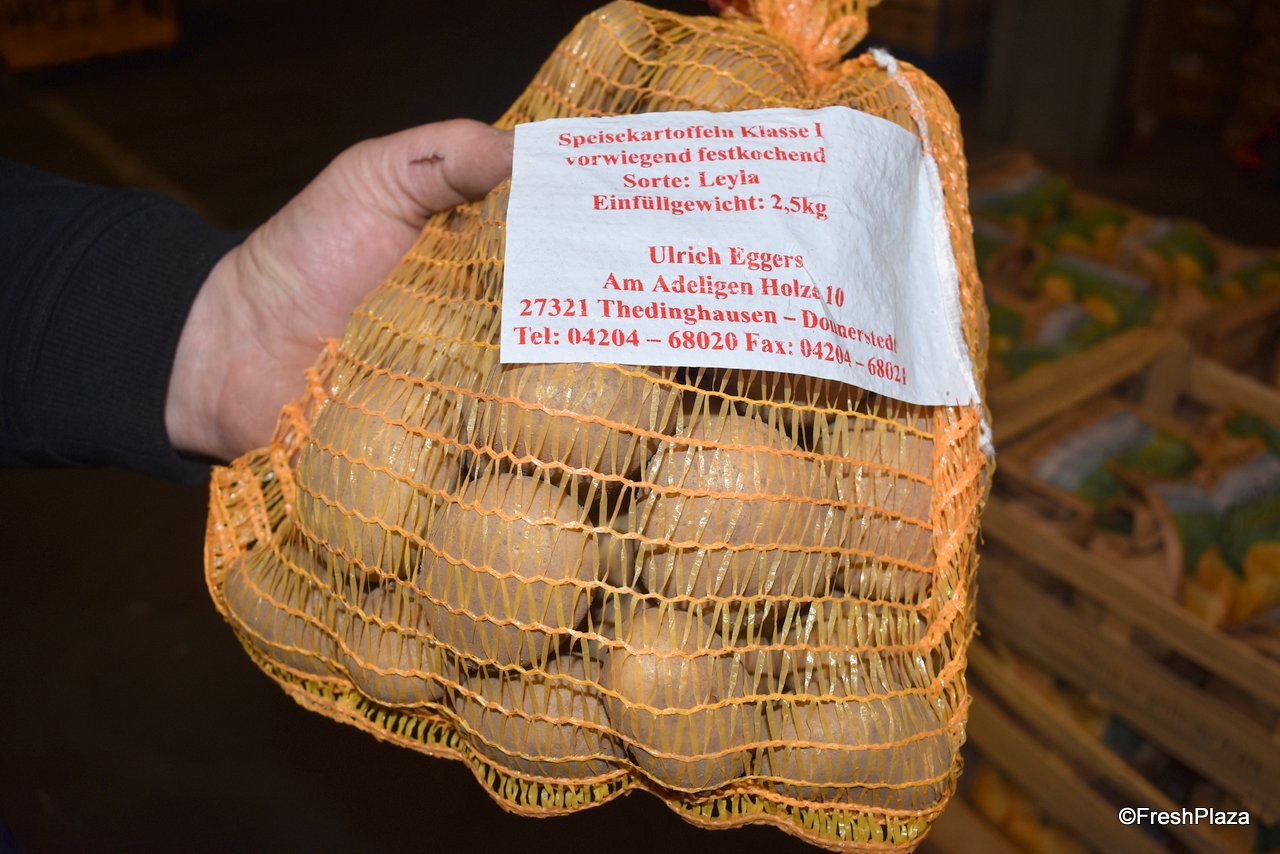 Speisekartoffeln Klasse I
vorwiegend festkochend
Sorte: Leyla
Einfüllgewicht: 2,5kg
Ulrich Eggers
Am Adeligen Holze 10
27321 Thedinghausen – Donnerstedt
Tel: 04204 – 68020 Fax: 04204 – 68021
©FreshPlaza